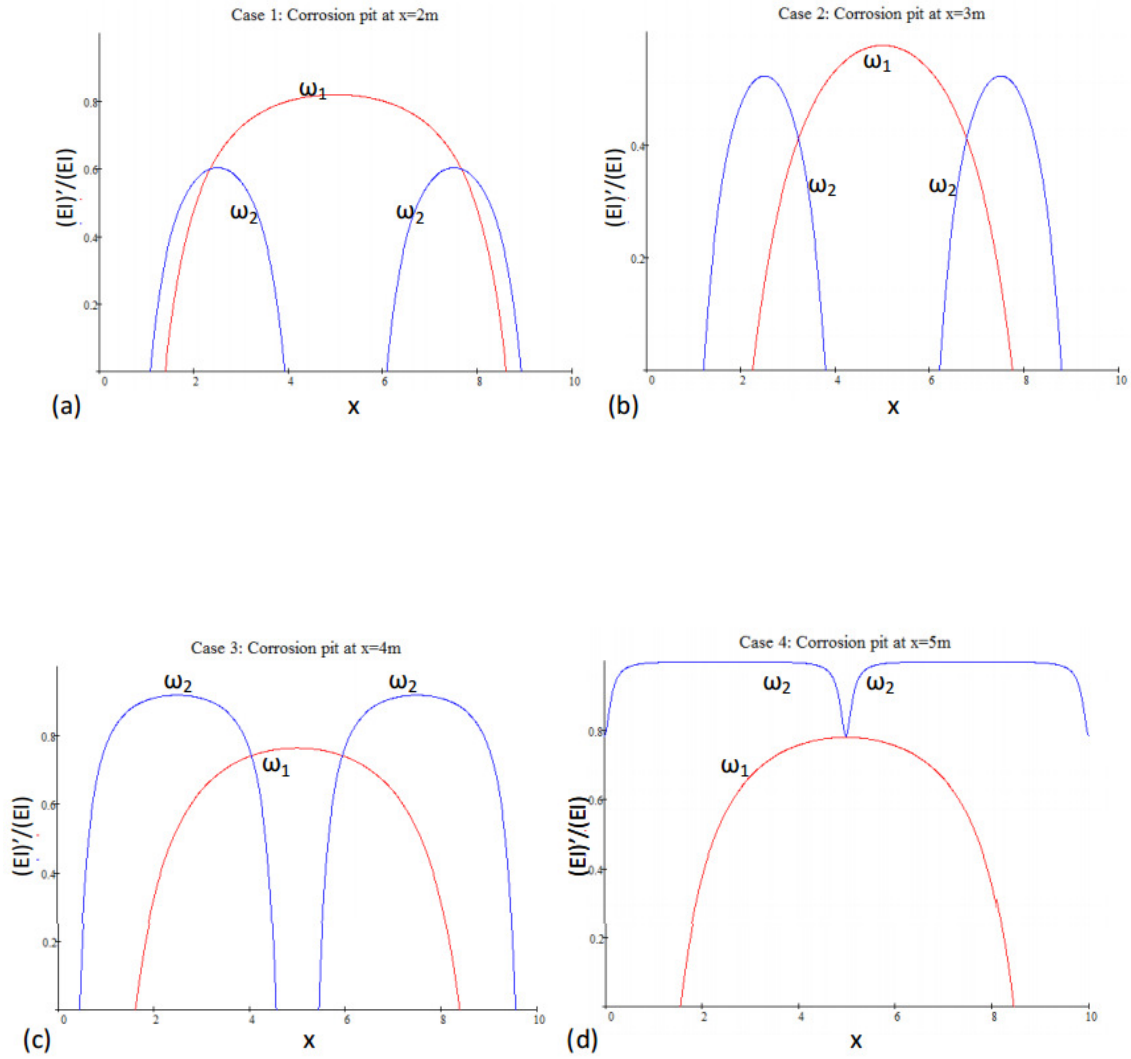 Case 1: Corrosion pit at x=2m
ω1
ω2 ω2
(EI)'/(EI)
0.8
0.6
0.4
0.2
0 2 4 6 8 10
(a) x
Case 2: Corrosion pit at x=3m
ω1
ω2 ω2
(EI)'/(EI)
0.4
0.2
0 2 4 6 8 10
(b) x
Case 3: Corrosion pit at x=4m
ω2 ω2
ω1
(EI)'/(EI)
0.8
0.6
0.4
0.2
0 2 4 6 8 10
(c) x
Case 4: Corrosion pit at x=5m
ω2 ω2
ω1
(EI)'/(EI)
0.8
0.6
0.4
0.2
0 2 4 6 8 10
(d) x